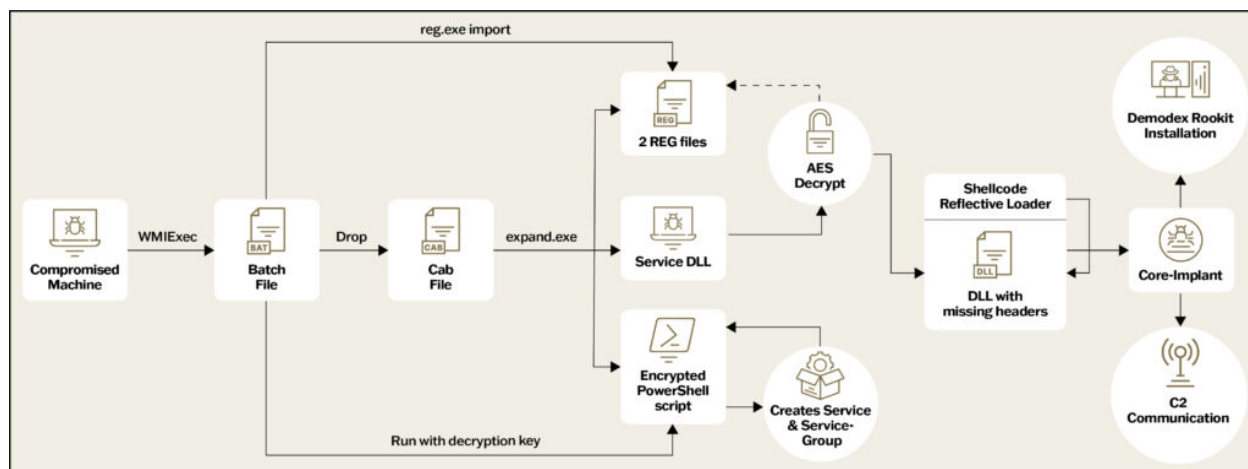 reg.exe import
REG
2 REG files
AES
Decrypt
Demodex Rookit
Installation
Shellcode
Reflective Loader
WMIExec
BAT
Batch
File
Drop
CAB
Cab
File
expand.exe
Compromised
Machine
Service DLL
DLL
DLL with
missing headers
Core-Implant
Encrypted
PowerShell
script
Creates Service
& Service-
Group
C2
Communication
Run with decryption key